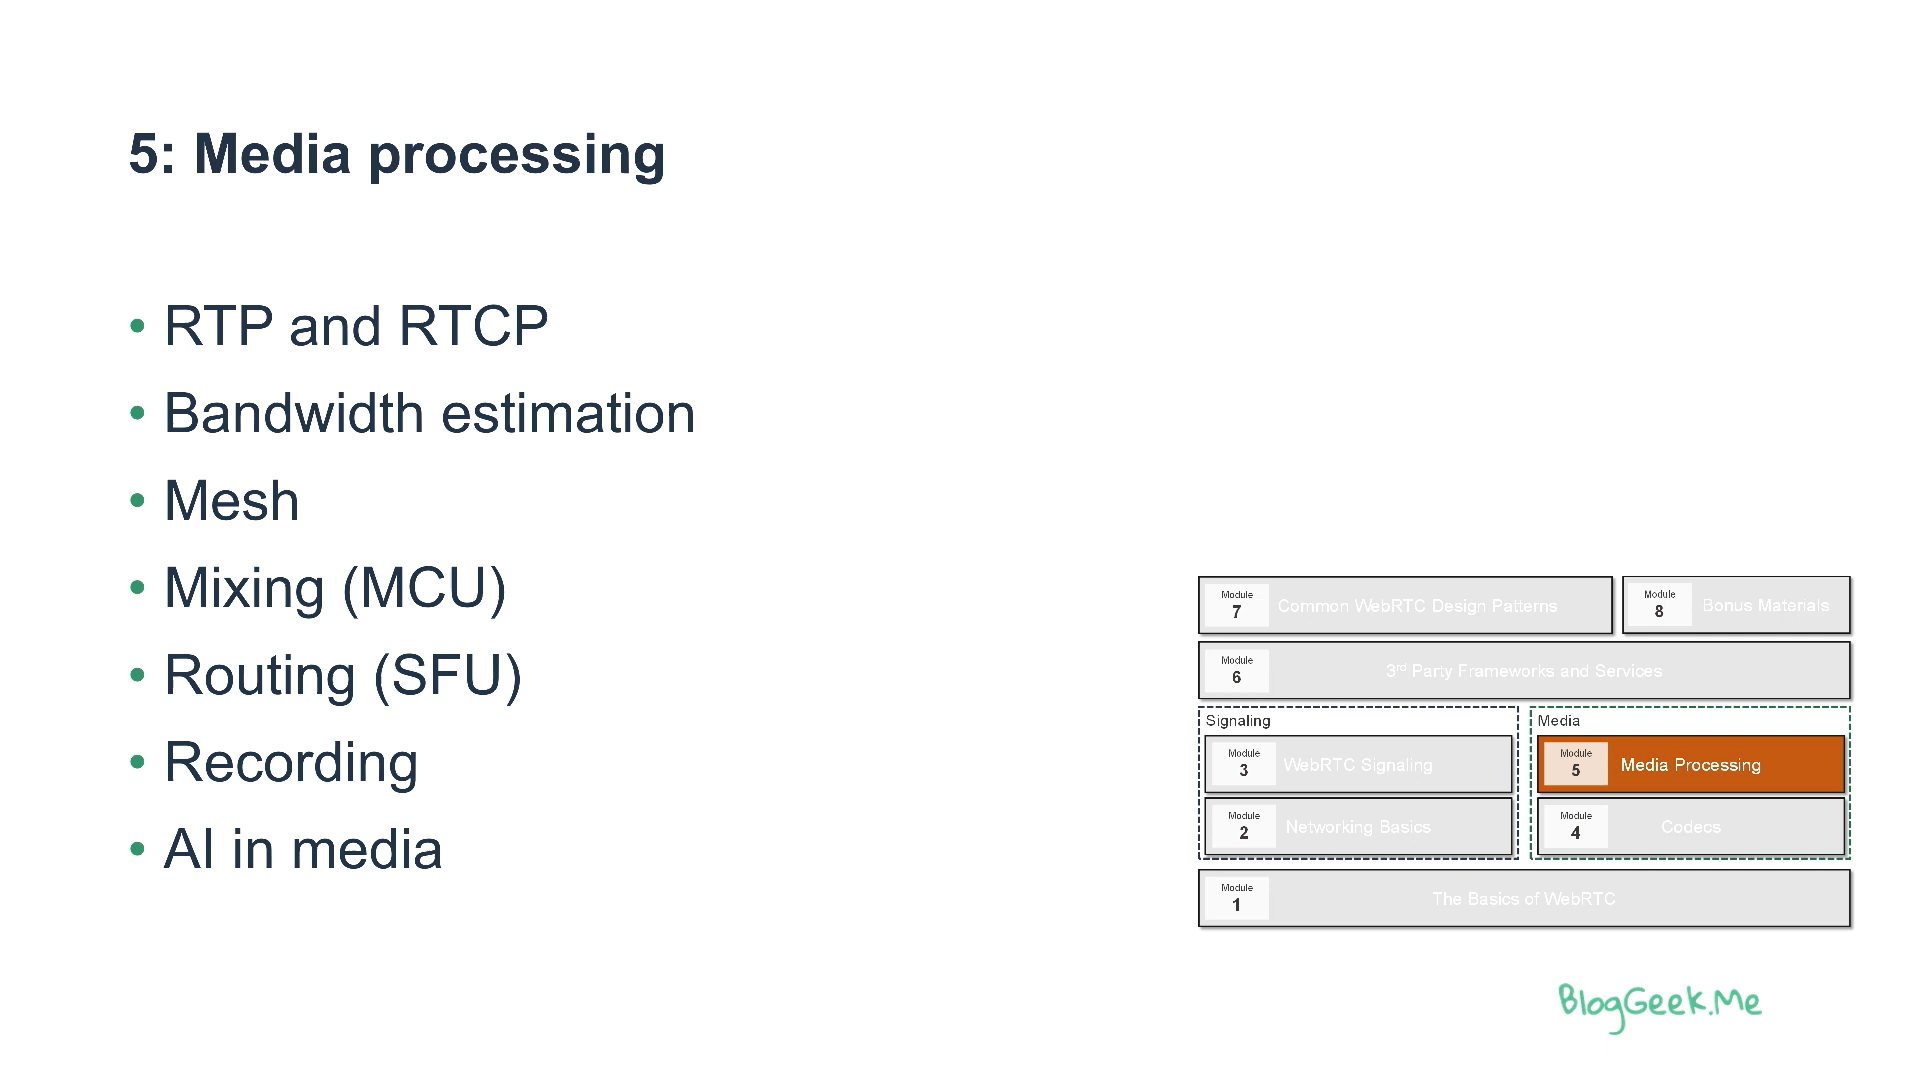 5: Media processing
• RTP and RTCP
• Bandwidth estimation
• Mesh
• Mixing (MCU)
• Routing (SFU)
• Recording
• AI in media
Module
7
Common WebRTC Design Patterns
Module
8
Bonus Materials
Module
6
3rd Party Frameworks and Services
Signaling
Module
3
WebRTC Signaling
Module
2
Networking Basics
Media
Module
5
Media Processing
Module
4
Codecs
Module
1
The Basics of WebRTC
BlogGeek.Me